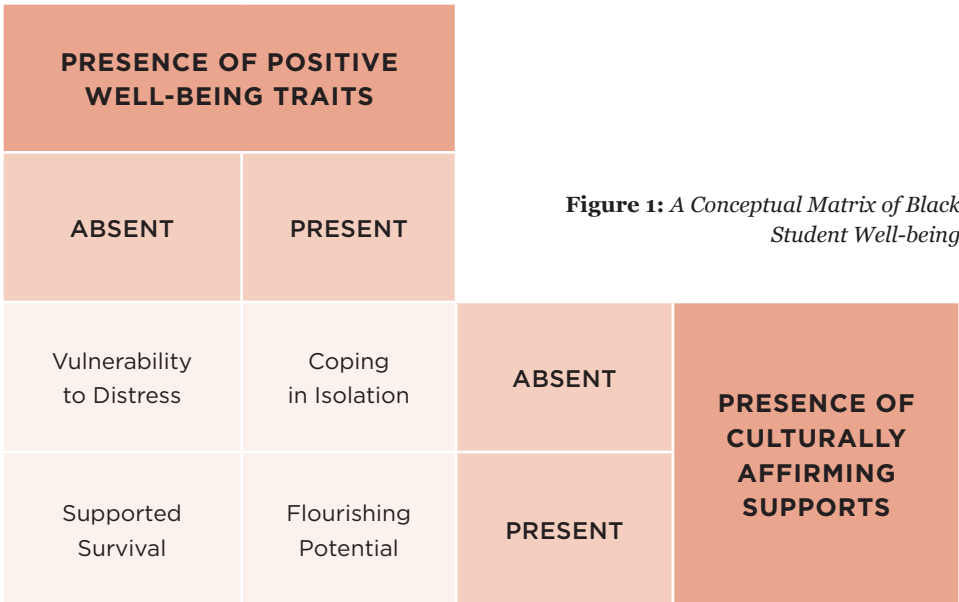 PRESENCE OF POSITIVE
WELL-BEING TRAITS
ABSENT
PRESENT
Figure 1: A Conceptual Matrix of Black
Student Well-being
Vulnerability
to Distress
Coping
in Isolation
ABSENT
PRESENCE OF
CULTURALLY
AFFIRMING
SUPPORTS
Supported
Survival
Flourishing
Potential
PRESENT